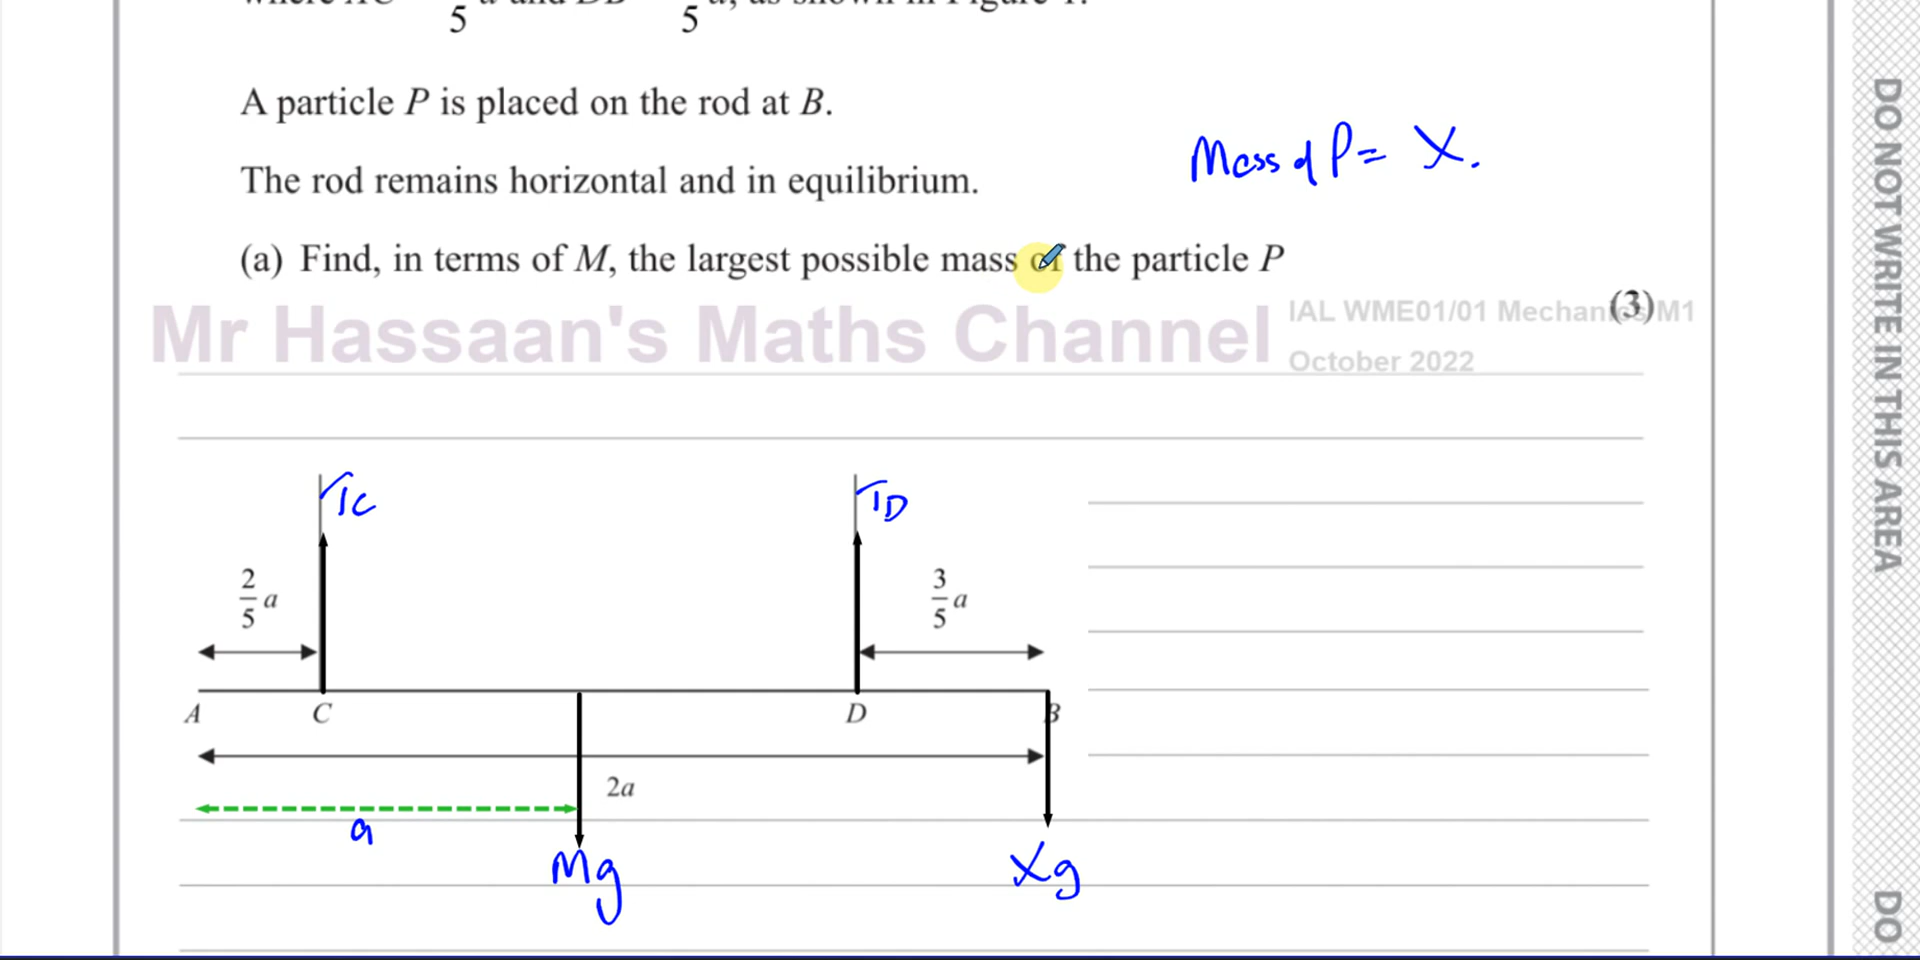 5 5
A particle P is placed on the rod at B.
Mass of P = X.
The rod remains horizontal and in equilibrium.
(a) Find, in terms of M, the largest possible mass of the particle P
(3)
Mr Hassaan's Maths Channel
IAL WME01/01 Mechanics M1
October 2022
TC TD
2/5 a 3/5 a
A C D B
2a
a
Mg Xg
DO NOT WRITE IN THIS AREA
DO